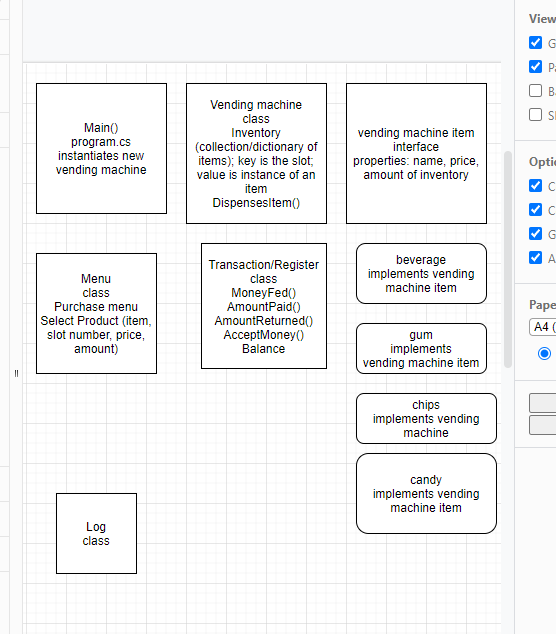 Main()
program.cs
instantiates new
vending machine
Vending machine
class
Inventory
(collection/dictionary of
items); key is the slot;
value is instance of an
item
DispensesItem()
vending machine item
interface
properties: name, price,
amount of inventory
Menu
class
Purchase menu
Select Product (item,
slot number, price,
amount)
Transaction/Register
class
MoneyFed()
AmountPaid()
AmountReturned()
AcceptMoney()
Balance
beverage
implements vending
machine item
gum
implements
vending machine item
chips
implements vending
machine
candy
implements vending
machine item
Log
class
View
G
Pa
Ba
Optio
C
C
G
A
Pape
A4 (